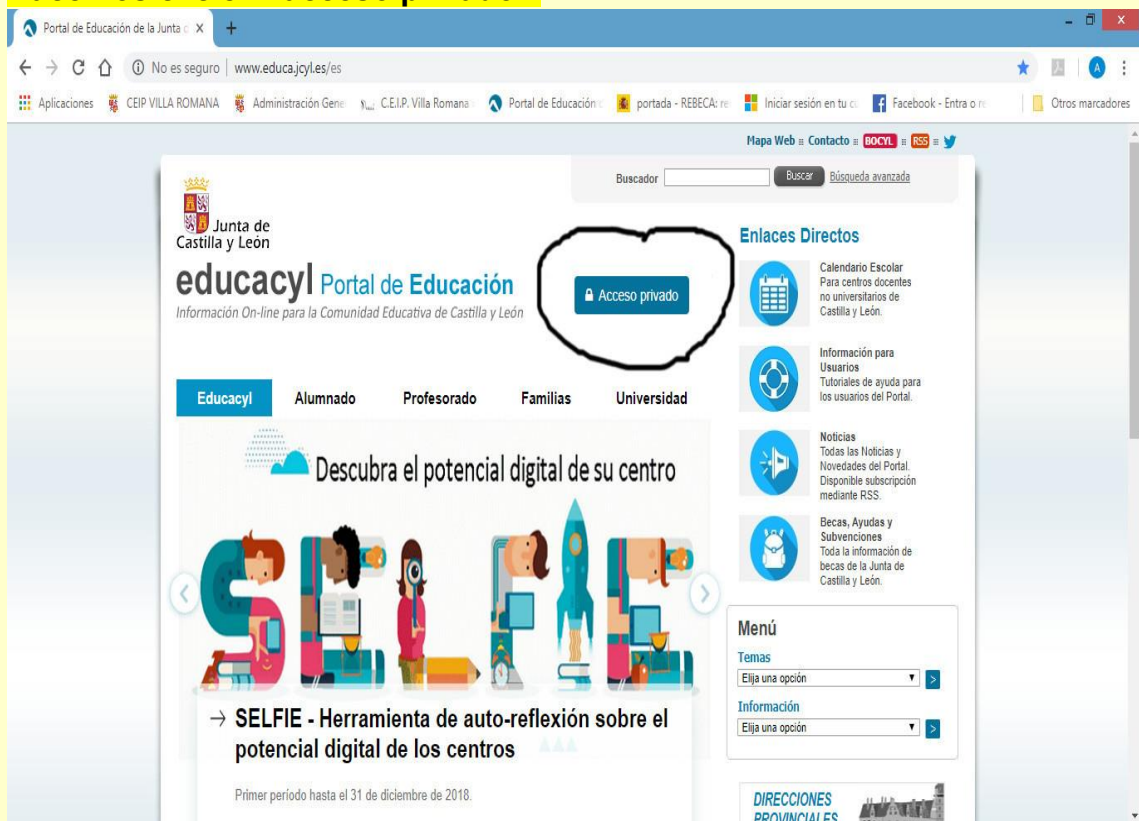 Portal de Educación de la Junta
No es seguro | www.educa.jcyl.es/es
Aplicaciones
CEIP VILLA ROMANA
Administración Gene
C.E.I.P. Villa Romana
Portal de Educación
portada - REBECA: re
Iniciar sesión en tu c
Facebook - Entra o re
Otros marcadores
Mapa Web
Contacto
BOCYL
RSS
Buscador
Buscar
Búsqueda avanzada
Junta de
Castilla y León
educacyl Portal de Educación
Información On-line para la Comunidad Educativa de Castilla y León
Acceso privado
Educacyl
Alumnado
Profesorado
Familias
Universidad
Descubra el potencial digital de su centro
SELFIE
→ SELFIE - Herramienta de auto-reflexión sobre el
potencial digital de los centros
Primer período hasta el 31 de diciembre de 2018.
Enlaces Directos
Calendario Escolar
Para centros docentes
no universitarios de
Castilla y León.
Información para
Usuarios
Tutoriales de ayuda para
los usuarios del Portal.
Noticias
Todas las Noticias y
Novedades del Portal.
Disponible subscripción
mediante RSS.
Becas, Ayudas y
Subvenciones
Toda la información de
becas de la Junta de
Castilla y León.
Menú
Temas
Elija una opción
Información
Elija una opción
DIRECCIONES
PROVINCIALES